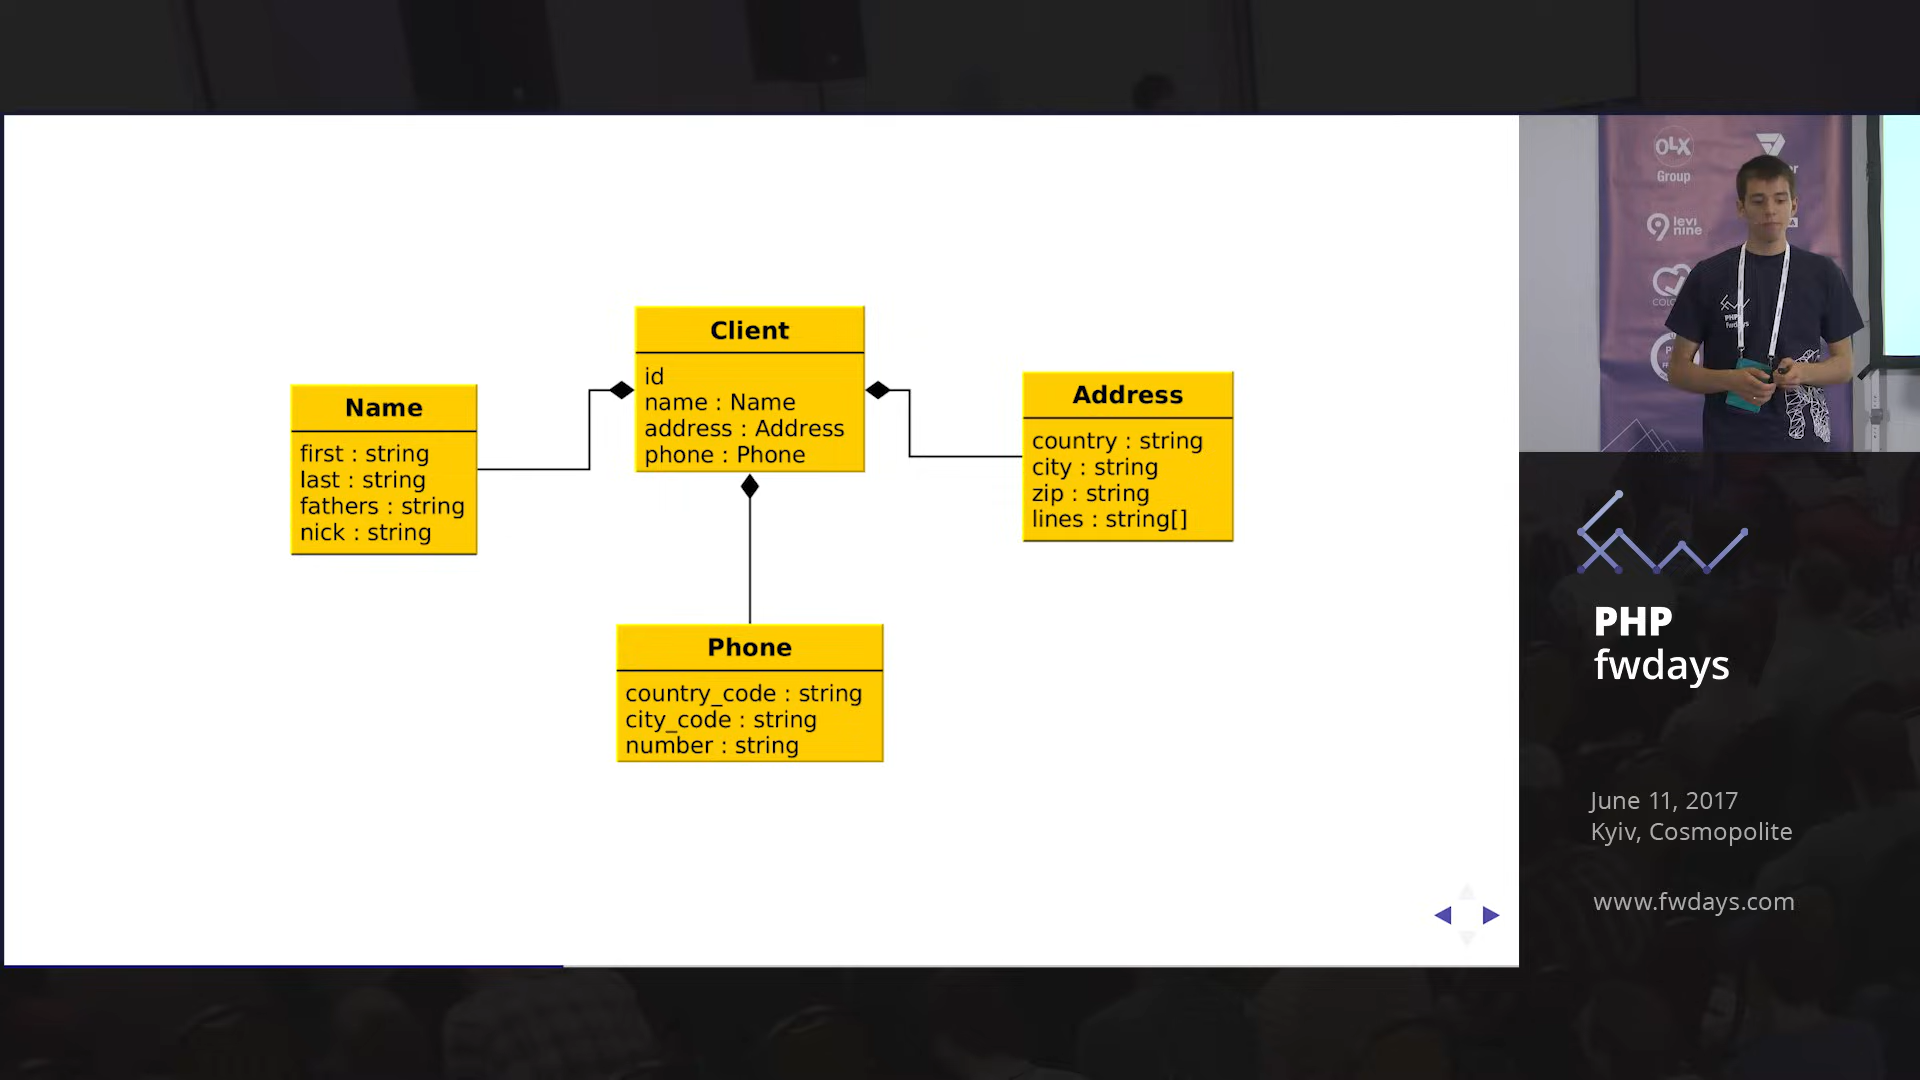 Client
id
name : Name
address : Address
phone : Phone
Name
first : string
last : string
fathers : string
nick : string
Address
country : string
city : string
zip : string
lines : string[]
Phone
country_code : string
city_code : string
number : string
OLX
Group
levi
nine
PHP
fwdays
PHP
fwdays
June 11, 2017
Kyiv, Cosmopolite
www.fwdays.com